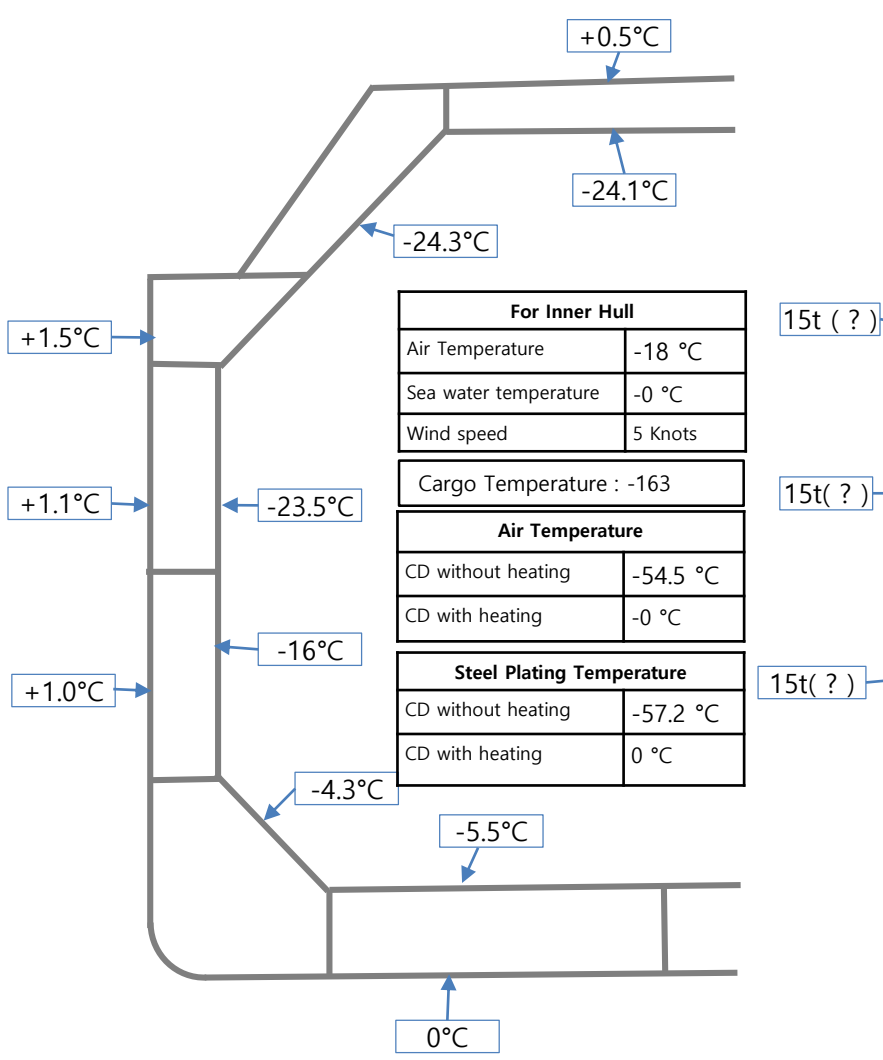 +0.5°C
-24.1°C
-24.3°C
For Inner Hull
Air Temperature -18 °C
Sea water temperature -0 °C
Wind speed 5 Knots
15t ( ? )
+1.5°C
Cargo Temperature : -163
15t( ? )
+1.1°C
-23.5°C
Air Temperature
CD without heating -54.5 °C
CD with heating -0 °C
-16°C
Steel Plating Temperature
15t( ? )
+1.0°C
CD without heating -57.2 °C
CD with heating 0 °C
-4.3°C
-5.5°C
0°C